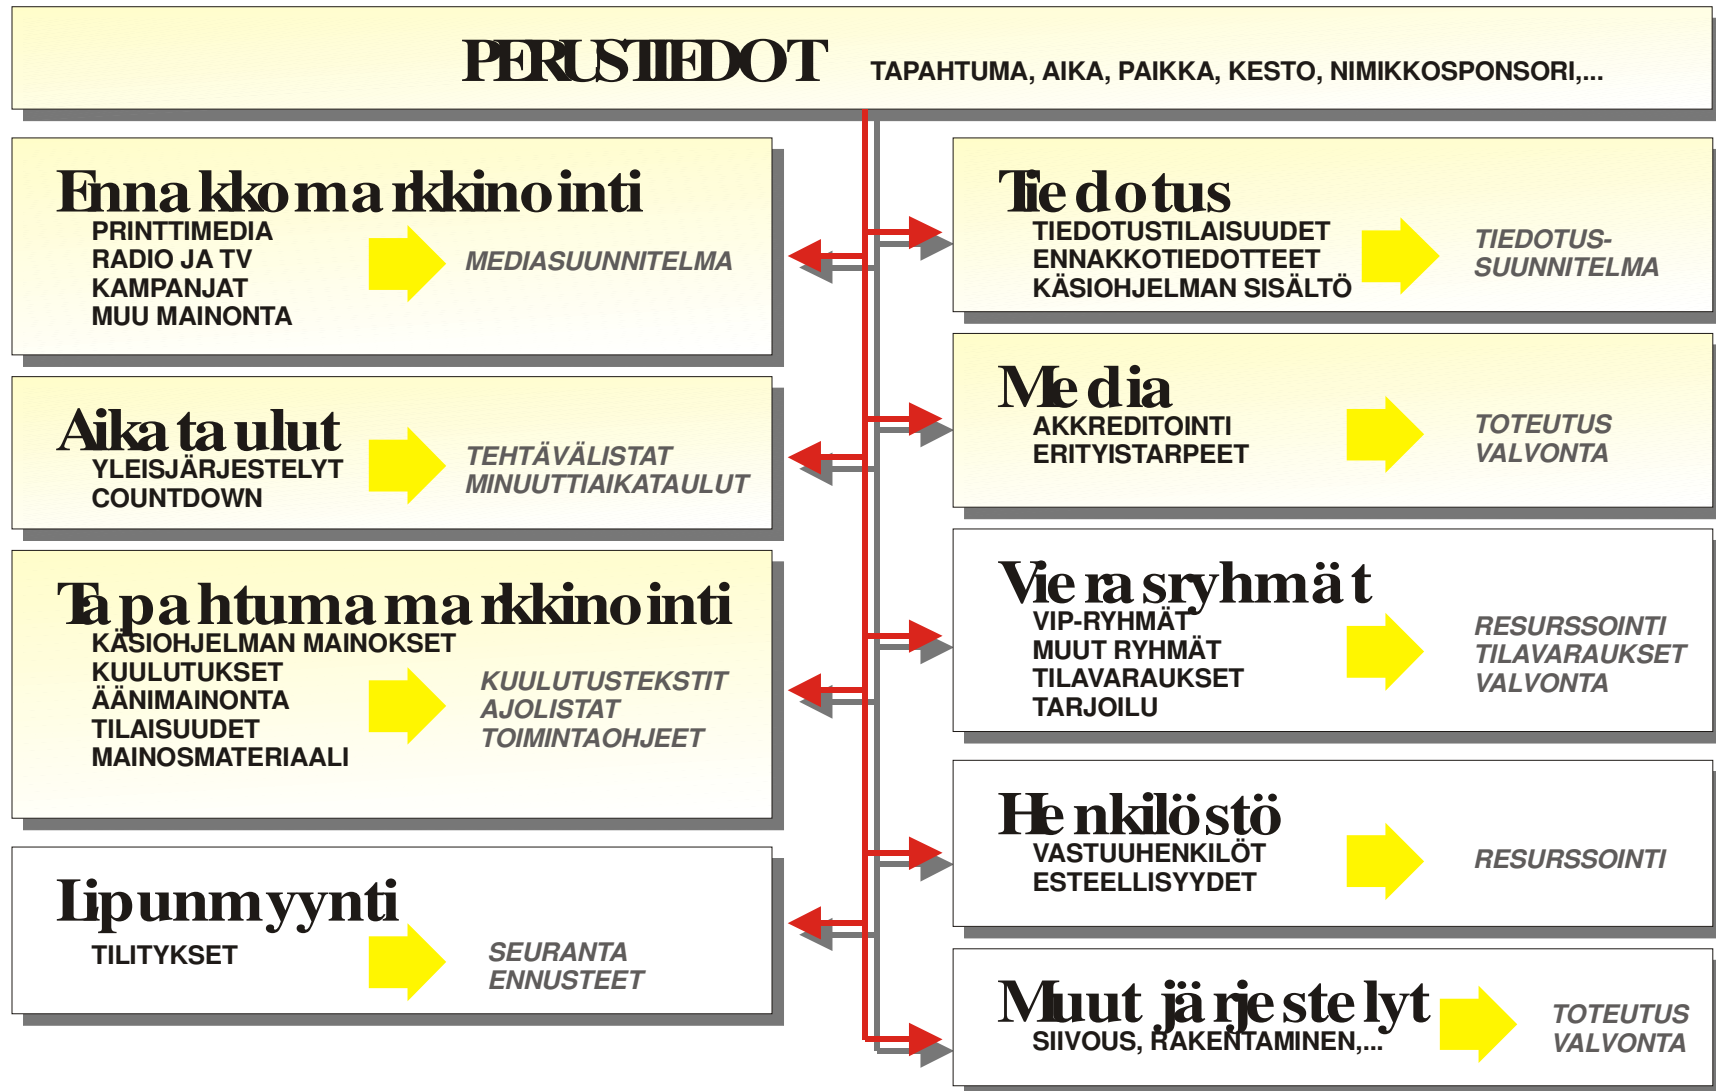 PERUSTIEDOT TAPAHTUMA, AIKA, PAIKKA, KESTO, NIMIKKOSPONSORI,...
Ennakkomarkkinointi
PRINTTIMEDIA
RADIO JA TV
KAMPANJAT
MUU MAINONTA
MEDIASUUNNITELMA
Aikataulut
YLEISJÄRJESTELYT
COUNTDOWN
TEHTÄVÄLISTAT
MINUUTTIAIKATAULUT
Tapahtumamarkkinointi
KÄSIOHJELMAN MAINOKSET
KUULUTUKSET
ÄÄNIMAINONTA
TILAISUUDET
MAINOSMATERIAALI
KUULUTUSTEKSTIT
AJOLISTAT
TOIMINTAOHJEET
Lipunmyynti
TILITYKSET
SEURANTA
ENNUSTEET
Tiedotus
TIEDOTUSTILAISUUDET
ENNAKKOTIEDOTTEET
KÄSIOHJELMAN SISÄLTÖ
TIEDOTUS-
SUUNNITELMA
Media
AKKREDITOINTI
ERITYISTARPEET
TOTEUTUS
VALVONTA
Vierasryhmät
VIP-RYHMÄT
MUUT RYHMÄT
TILAVARAUKSET
TARJOILU
RESURSSOINTI
TILAVARAUKSET
VALVONTA
Henkilöstö
VASTUUHENKILÖT
ESTEELLISYYDET
RESURSSOINTI
Muut järjestelyt
SIIVOUS, RAKENTAMINEN,...
TOTEUTUS
VALVONTA